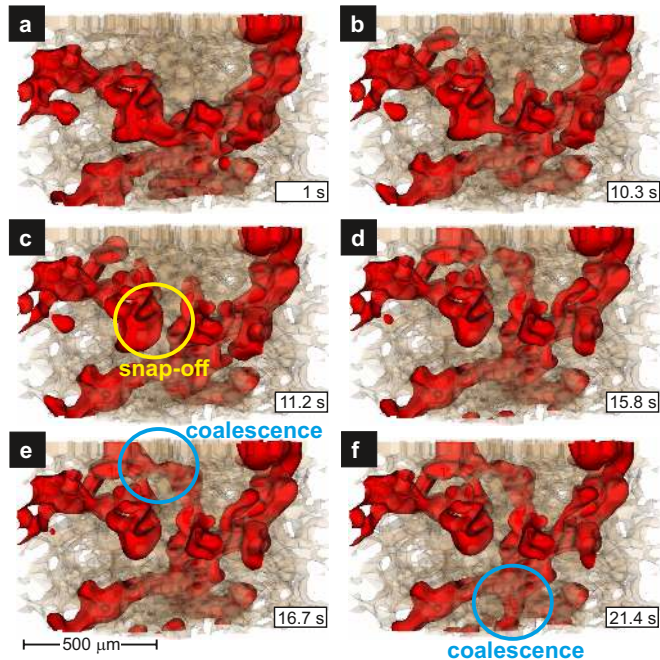 a
b
1 s
10.3 s
c
d
snap-off
11.2 s
15.8 s
coalescence
e
f
16.7 s
21.4 s
500 µm
coalescence